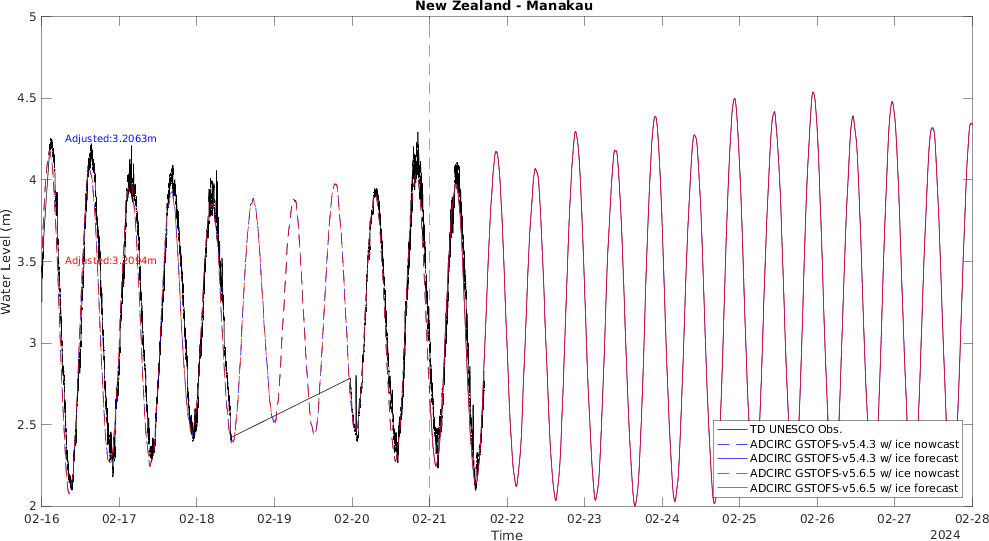 New Zealand - Manakau
Water Level (m)
5
4.5
4
3.5
3
2.5
2
Adjusted:3.2063m
Adjusted:3.2094m
TD UNESCO Obs.
ADCIRC GSTOFS-v5.4.3 w/ ice nowcast
ADCIRC GSTOFS-v5.4.3 w/ ice forecast
ADCIRC GSTOFS-v5.6.5 w/ ice nowcast
ADCIRC GSTOFS-v5.6.5 w/ ice forecast
02-16 02-17 02-18 02-19 02-20 02-21 02-22 02-23 02-24 02-25 02-26 02-27 02-28
Time
2024